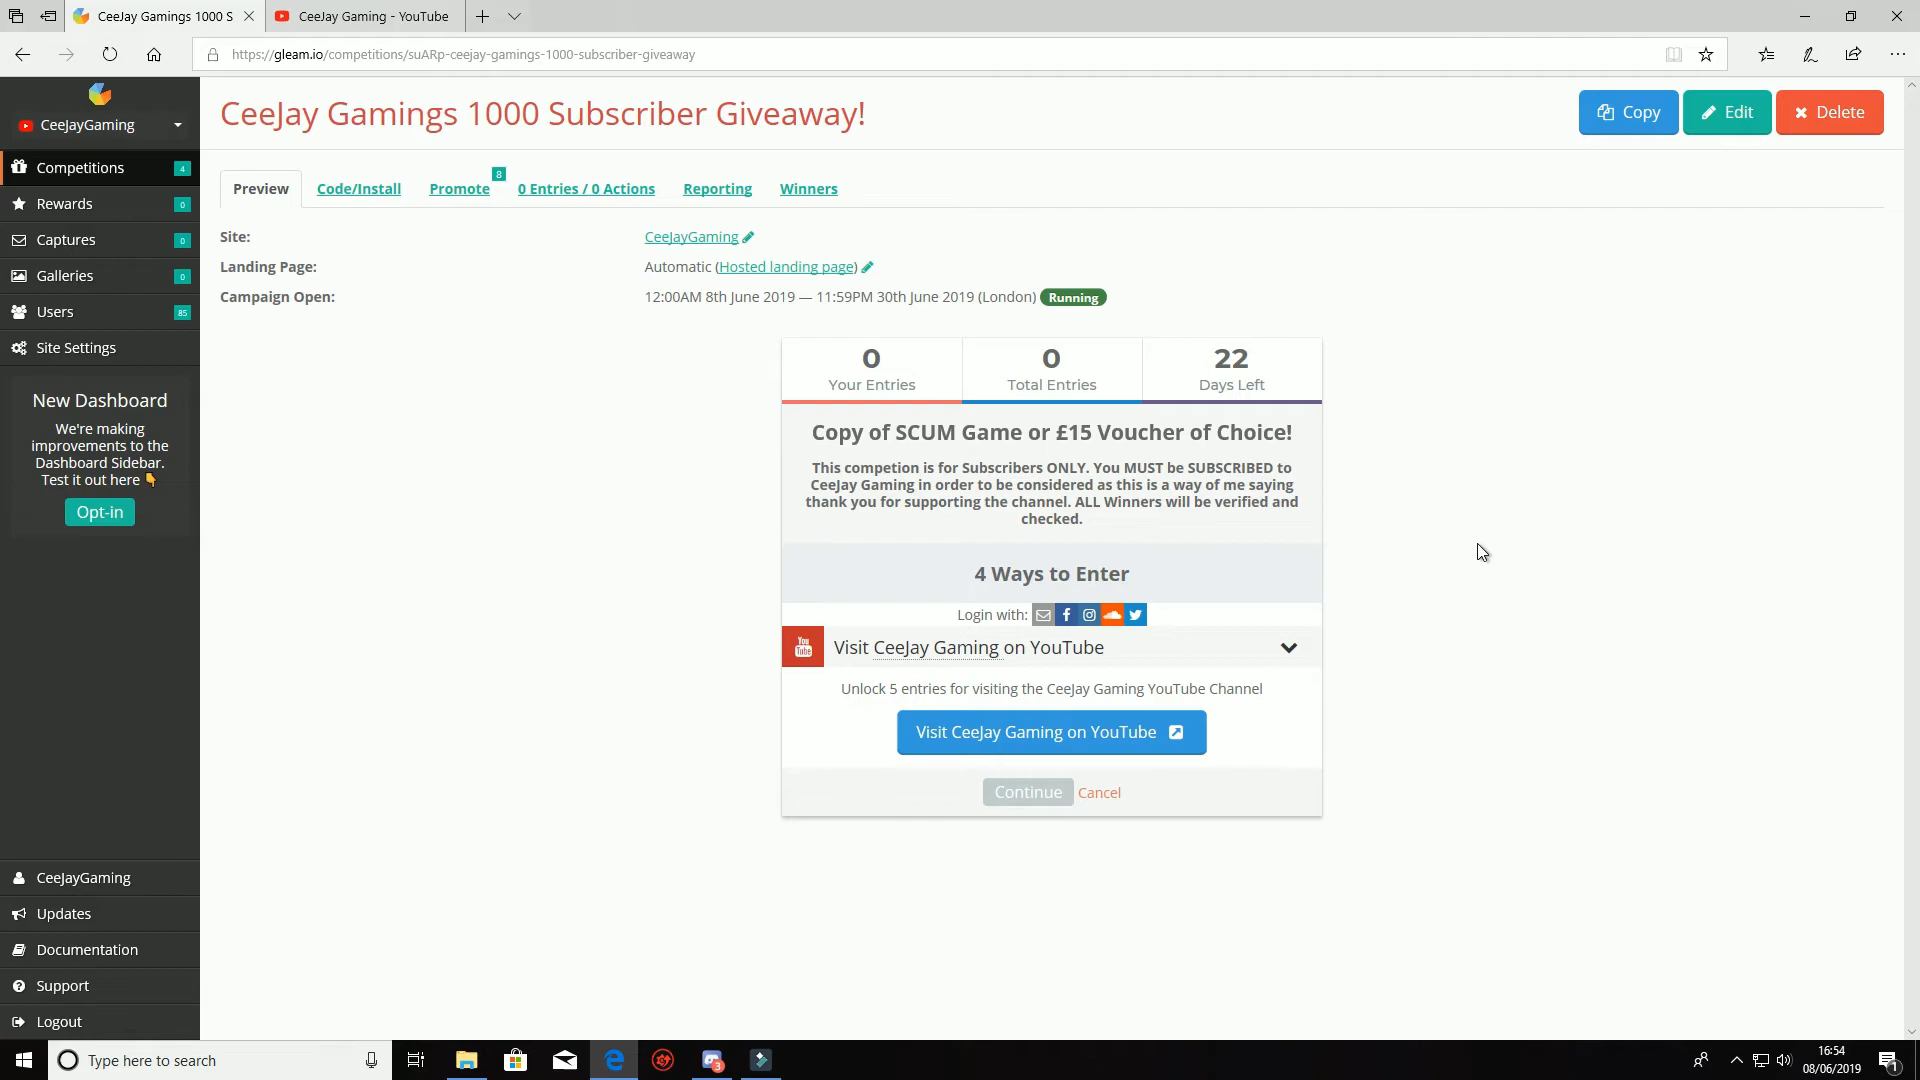 CeeJay Gamings 1000 S
CeeJay Gaming - YouTube
https://gleam.io/competitions/suARp-ceejay-gamings-1000-subscriber-giveaway
CeeJayGaming
Competitions 4
Rewards 0
Captures 0
Galleries 0
Users 85
Site Settings
New Dashboard
We're making
improvements to the
Dashboard Sidebar.
Test it out here
Opt-in
CeeJayGaming
Updates
Documentation
Support
Logout
CeeJay Gamings 1000 Subscriber Giveaway!
Copy
Edit
Delete
Preview
Code/Install
Promote 8
0 Entries / 0 Actions
Reporting
Winners
Site: CeeJayGaming
Landing Page: Automatic (Hosted landing page)
Campaign Open: 12:00AM 8th June 2019 — 11:59PM 30th June 2019 (London) Running
0 0 22
Your Entries Total Entries Days Left
Copy of SCUM Game or £15 Voucher of Choice!
This competion is for Subscribers ONLY. You MUST be SUBSCRIBED to
CeeJay Gaming in order to be considered as this is a way of me saying
thank you for supporting the channel. ALL Winners will be verified and
checked.
4 Ways to Enter
Login with:
You Tube
Visit CeeJay Gaming on YouTube
Unlock 5 entries for visiting the CeeJay Gaming YouTube Channel
Visit CeeJay Gaming on YouTube
Continue Cancel
Type here to search
3
16:54
08/06/2019
1